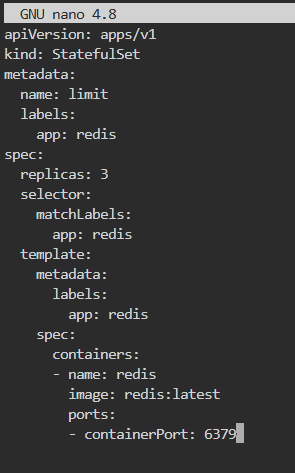 GNU nano 4.8
apiVersion: apps/v1
kind: StatefulSet
metadata:
  name: limit
  labels:
    app: redis
spec:
  replicas: 3
  selector:
    matchLabels:
      app: redis
  template:
    metadata:
      labels:
        app: redis
    spec:
      containers:
      - name: redis
        image: redis:latest
        ports:
        - containerPort: 6379